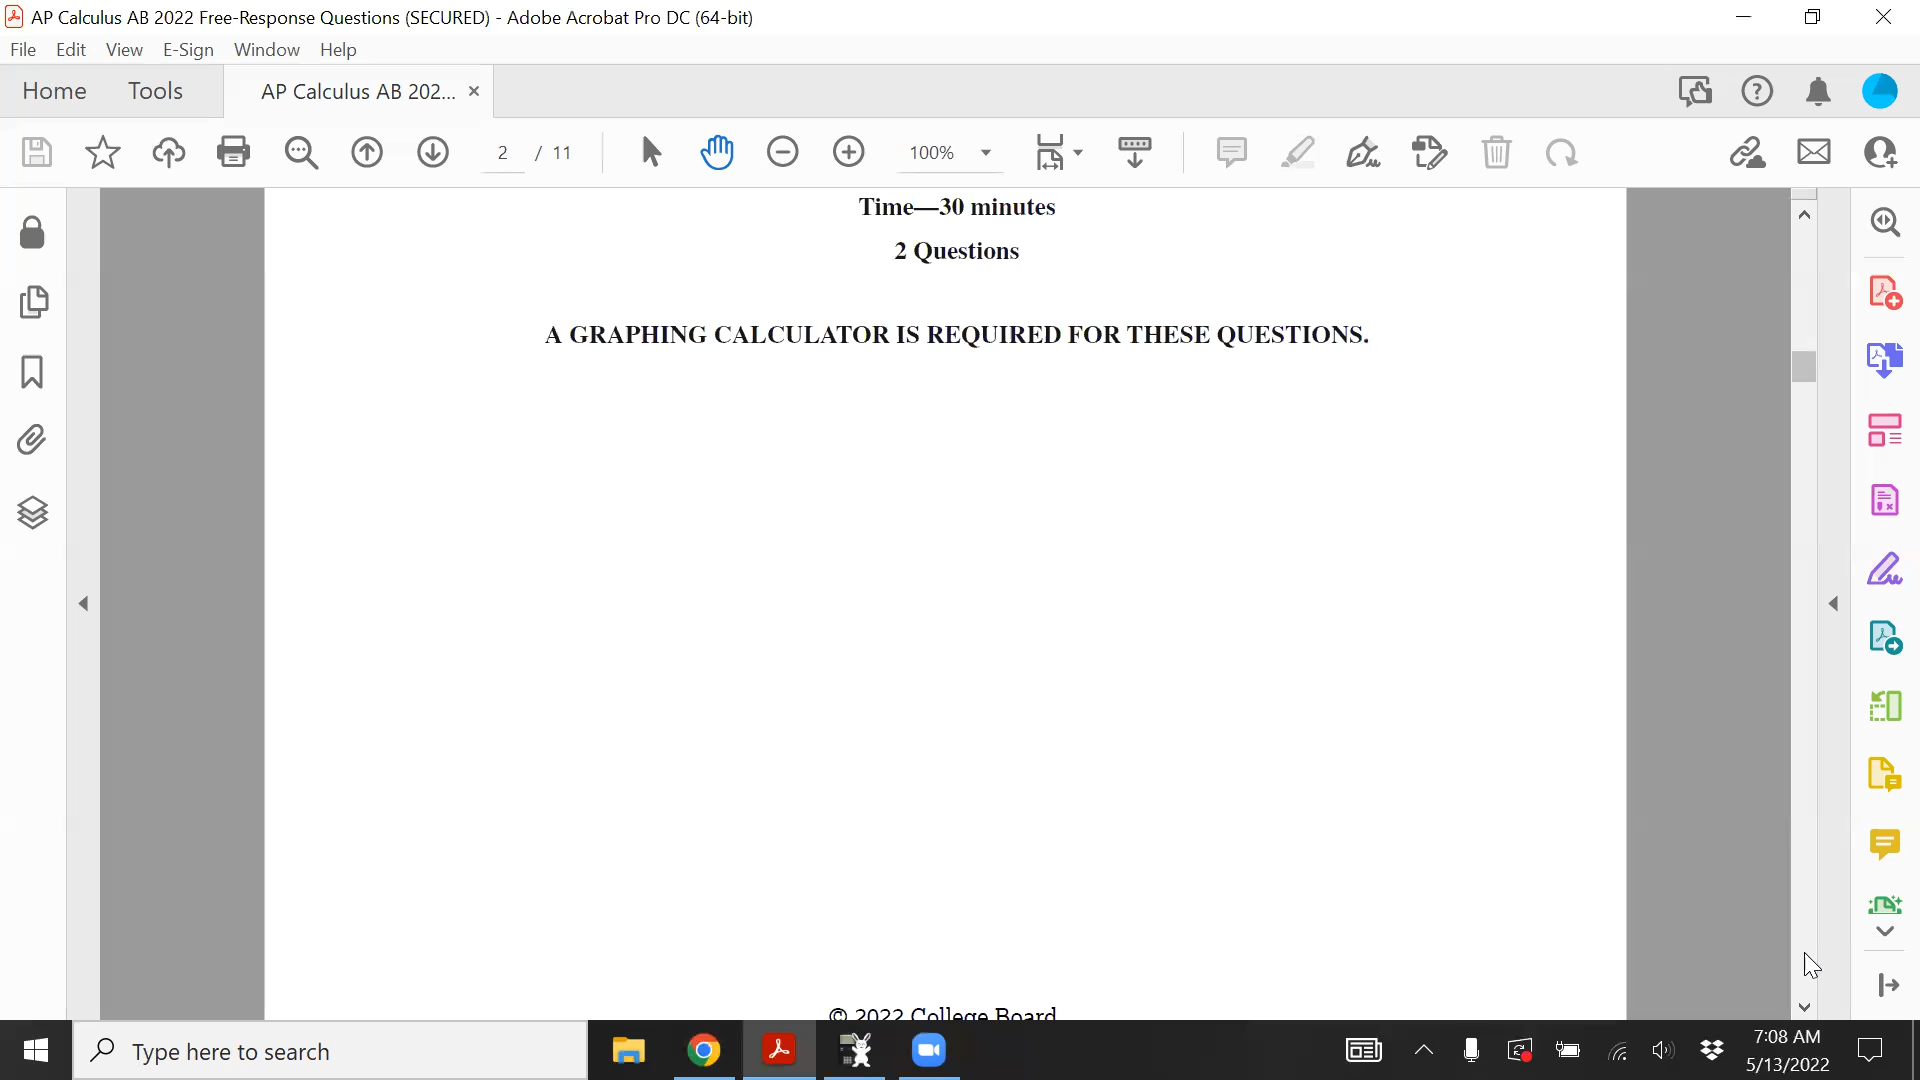 AP Calculus AB 2022 Free-Response Questions (SECURED) - Adobe Acrobat Pro DC (64-bit)
File Edit View E-Sign Window Help
Home Tools AP Calculus AB 202... ×
2 / 11 100%
Time—30 minutes
2 Questions
A GRAPHING CALCULATOR IS REQUIRED FOR THESE QUESTIONS.
© 2022 College Board
Type here to search
7:08 AM
5/13/2022